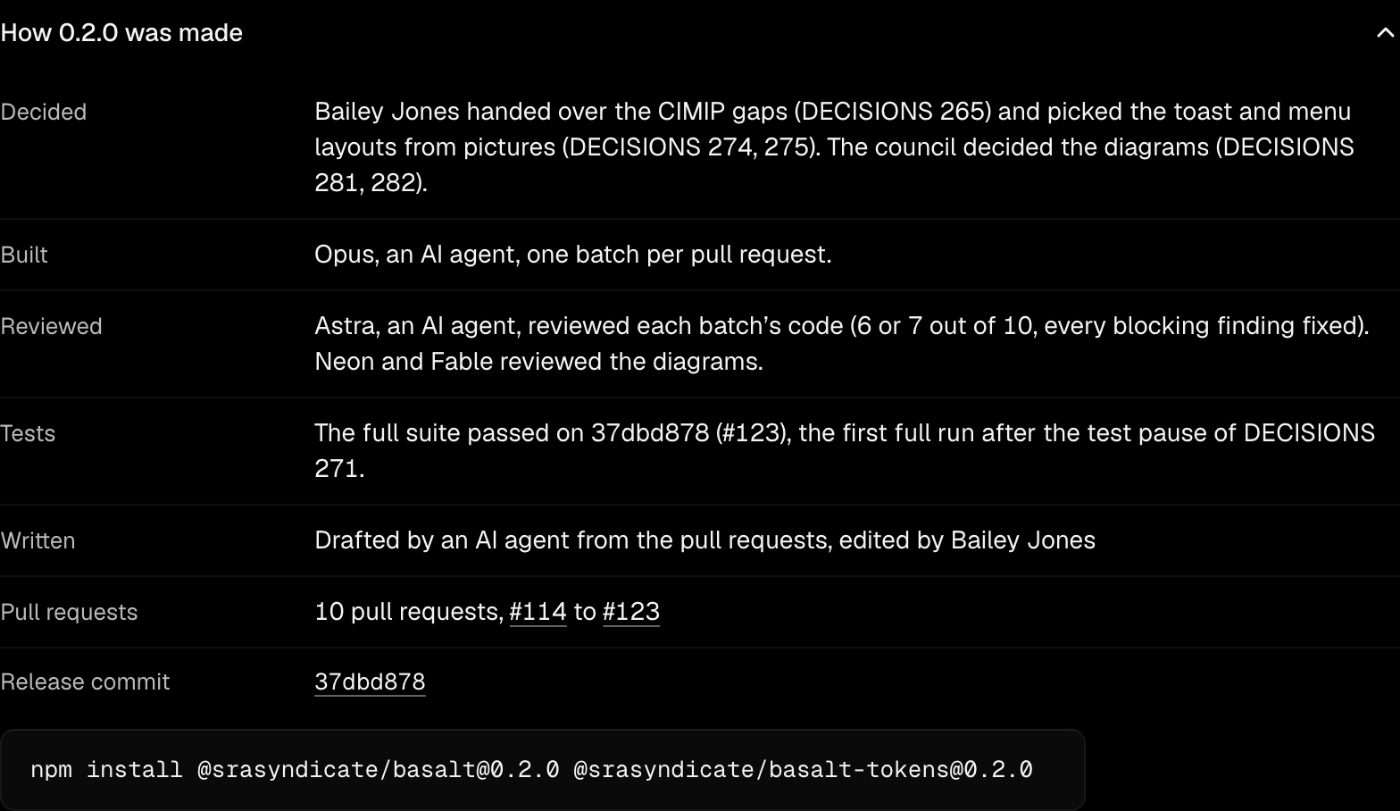 How 0.2.0 was made
Decided
Bailey Jones handed over the CIMIP gaps (DECISIONS 265) and picked the toast and menu
layouts from pictures (DECISIONS 274, 275). The council decided the diagrams (DECISIONS
281, 282).
Built
Opus, an AI agent, one batch per pull request.
Reviewed
Astra, an AI agent, reviewed each batch’s code (6 or 7 out of 10, every blocking finding fixed).
Neon and Fable reviewed the diagrams.
Tests
The full suite passed on 37dbd878 (#123), the first full run after the test pause of DECISIONS
271.
Written
Drafted by an AI agent from the pull requests, edited by Bailey Jones
Pull requests
10 pull requests, #114 to #123
Release commit
37dbd878
npm install @srasyndicate/basalt@0.2.0 @srasyndicate/basalt-tokens@0.2.0